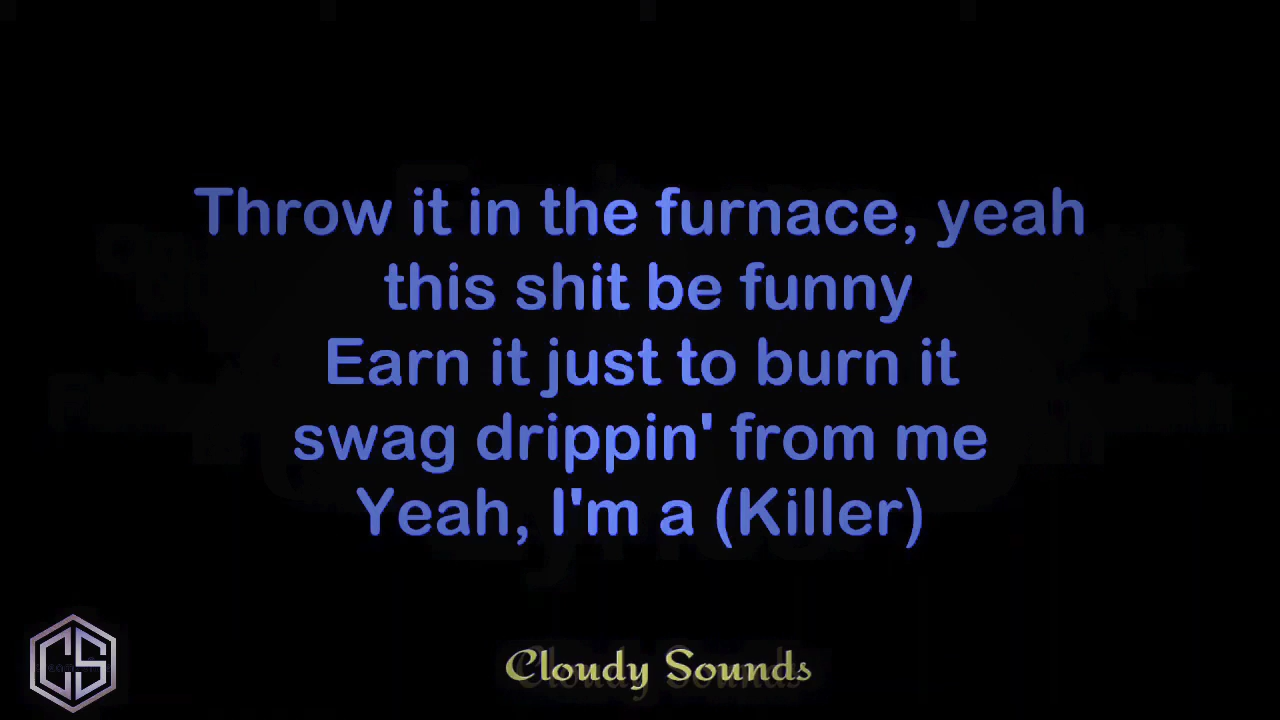 Throw it in the furnace, yeah
this shit be funny
Earn it just to burn it
swag drippin' from me
Yeah, I'm a (Killer)
CS
Cloudy Sounds